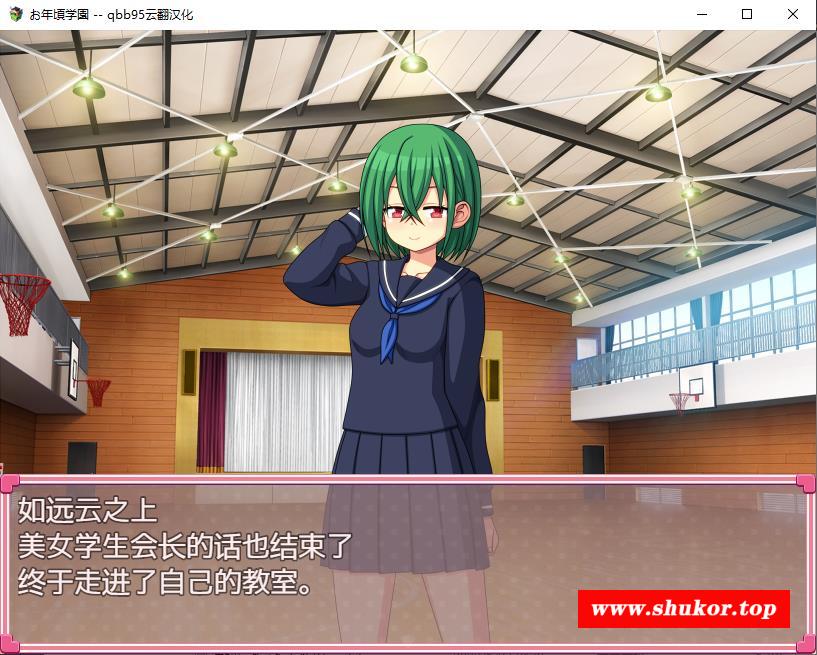 お年頃学園 -- qbb95云翻汉化
如远云之上
美女学生会长的话也结束了
终于走进了自己的教室。
www.shukor.top